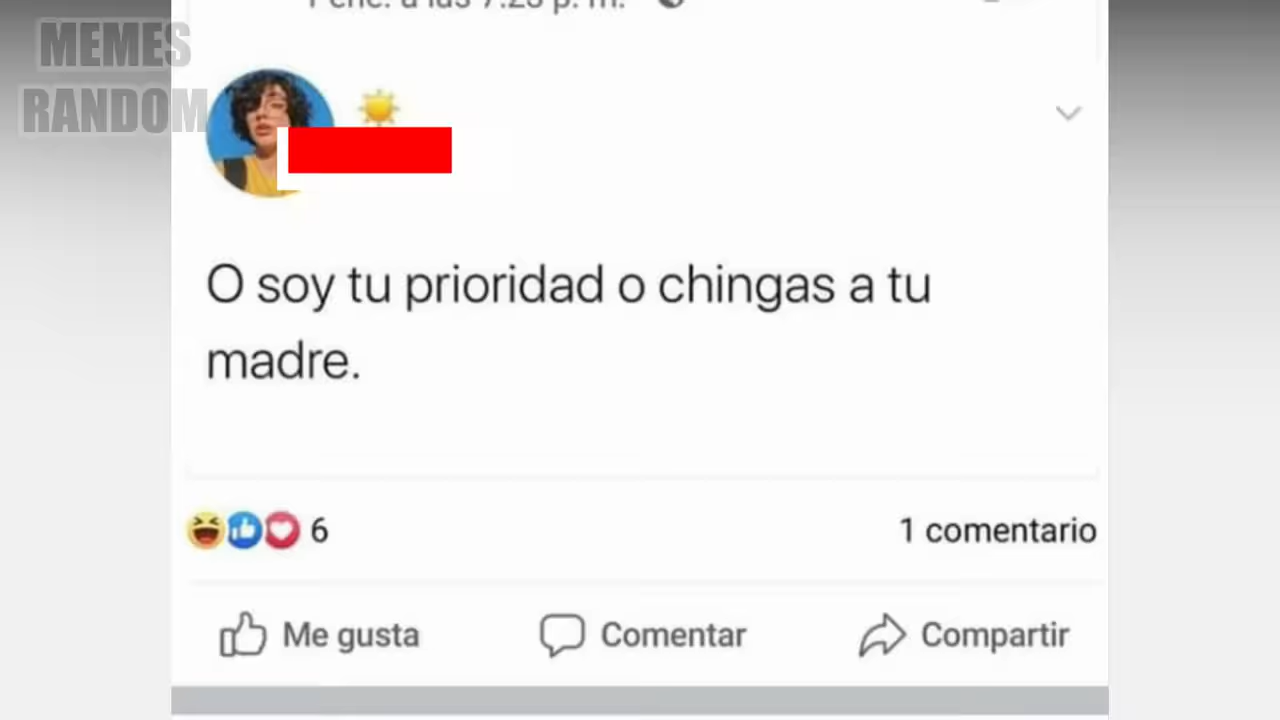 MEMES
RANDOM
O soy tu prioridad o chingas a tu
madre.
6
1 comentario
Me gusta
Comentar
Compartir